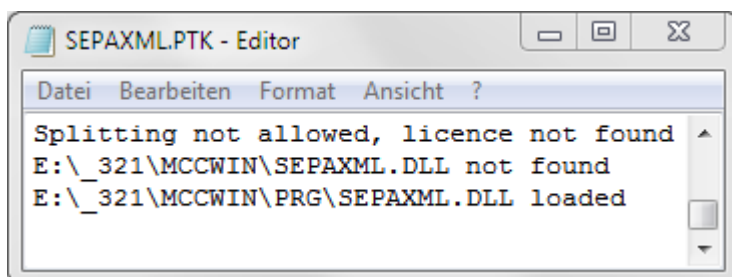 SEPAXML.PTK - Editor
Datei Bearbeiten Format Ansicht ?
Splitting not allowed, licence not found
E:\_321\MCCWIN\SEPAXML.DLL not found
E:\_321\MCCWIN\PRG\SEPAXML.DLL loaded